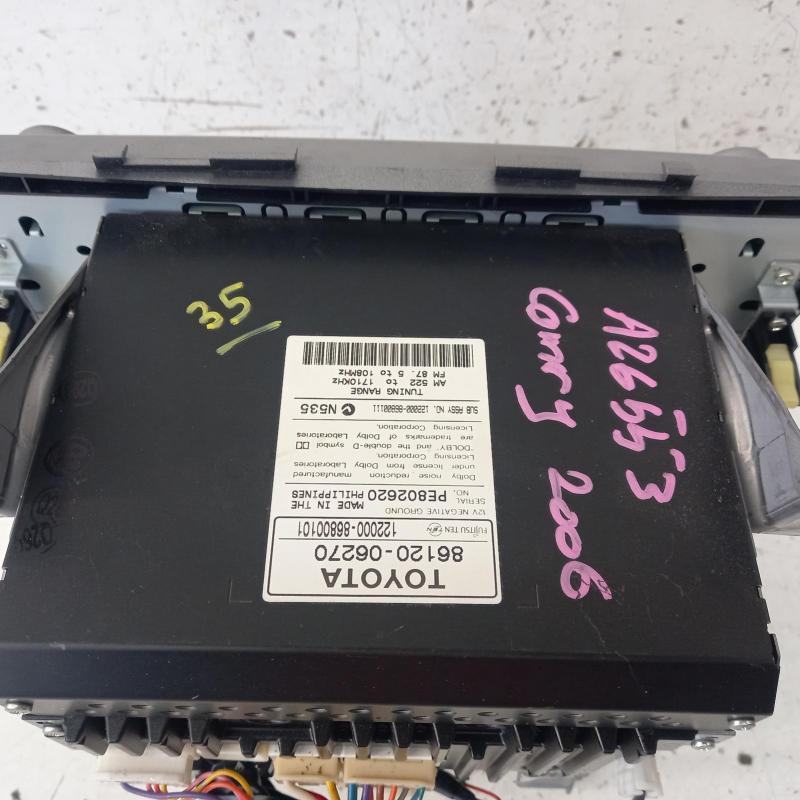 TOYOTA
86120-06270
FUJITSU TEN TEN 122000-86800101
12V NEGATIVE GROUND
SERIAL NO. PE802620 MADE IN THE PHILIPPINES
Dolby noise reduction manufactured
under license from Dolby Laboratories
Licensing Corporation.
"DOLBY" and the double-D symbol
are trademarks of Dolby Laboratories
Licensing Corporation.
SUB ASSY NO. 122000-86800111 N535
TUNING RANGE
AM 522 to 1710KHz
FM 87. 5 to 108MHz
35
Camry 2006